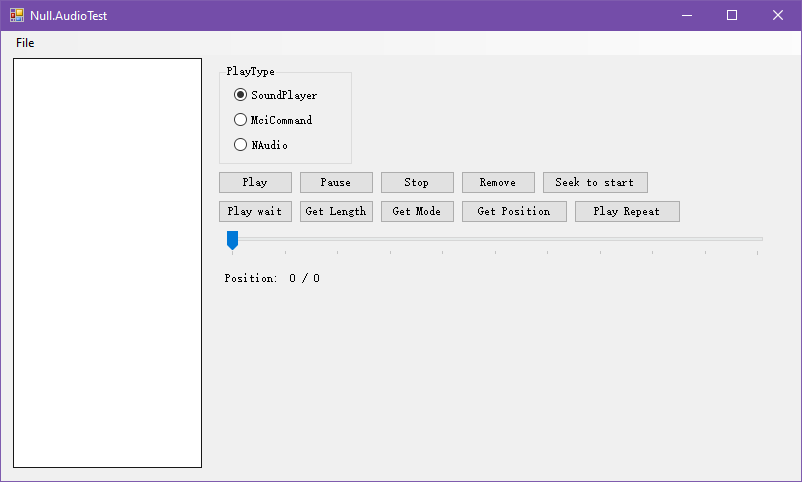 Null.AudioTest
File
PlayType
SoundPlayer
MciCommand
NAudio
Play Pause Stop Remove Seek to start
Play wait Get Length Get Mode Get Position Play Repeat
Position: 0 / 0